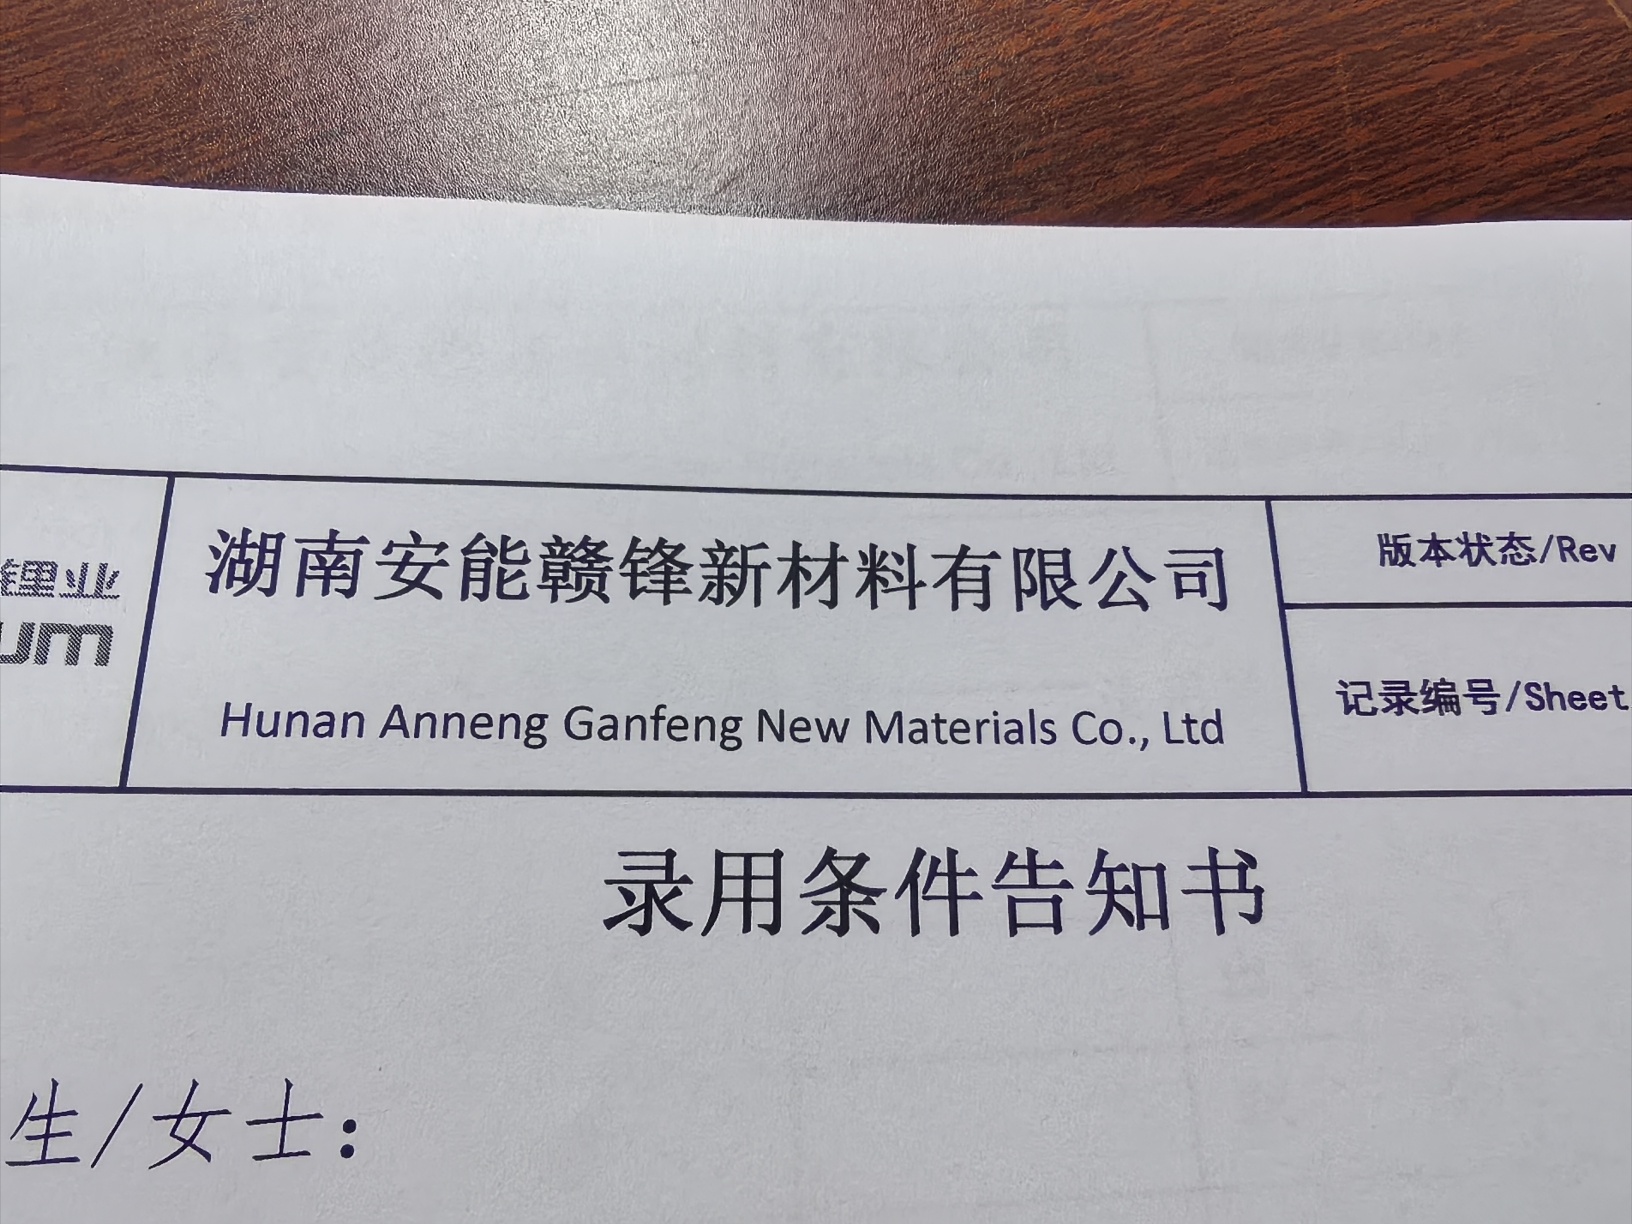 锂业
um
湖南安能赣锋新材料有限公司
Hunan Anneng Ganfeng New Materials Co., Ltd
版本状态/Rev
记录编号/Sheet
录用条件告知书
生/女士：